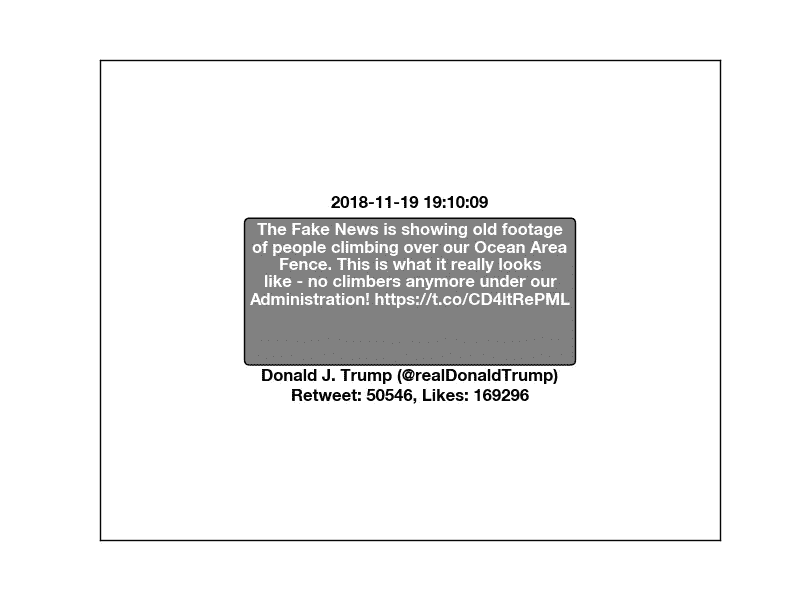 2018-11-19 19:10:09
The Fake News is showing old footage
of people climbing over our Ocean Area
Fence. This is what it really looks
like - no climbers anymore under our
Administration! https://t.co/CD4ltRePML
Donald J. Trump (@realDonaldTrump)
Retweet: 50546, Likes: 169296